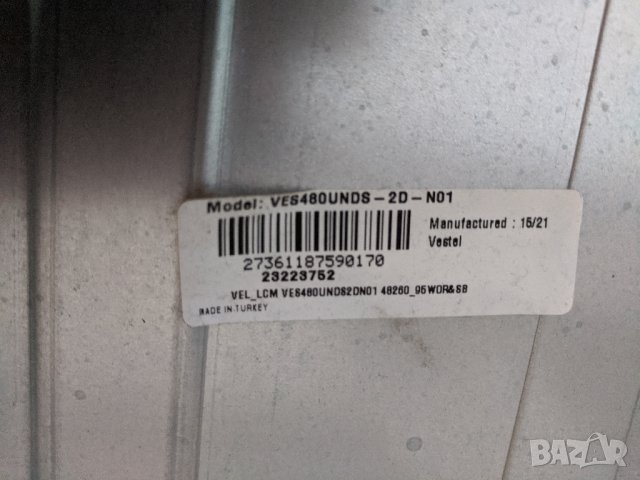 Model: VES480UNDS-2D-N01
Manufactured : 15/21
Vestel
27361187590170
23223752
VEL_LCM VES480UNDS2DN01 48260_95WOR&SB
MADE IN TURKEY
BAZAR